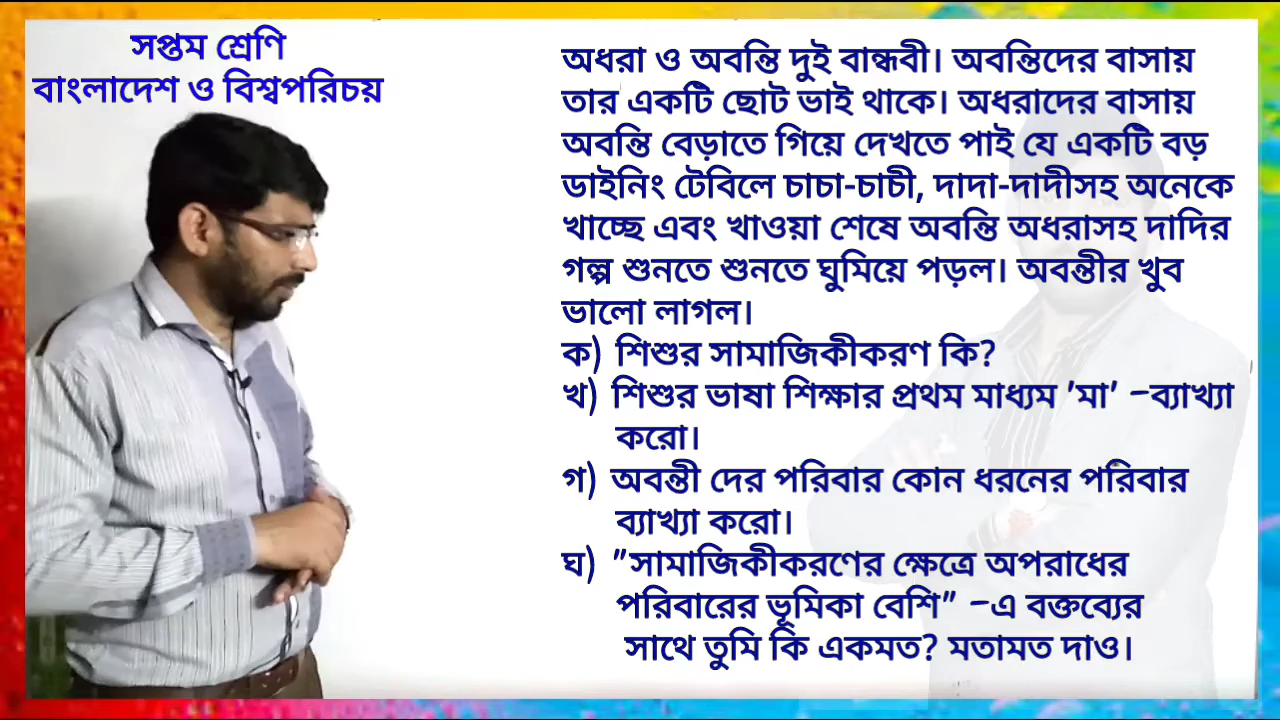 সপ্তম শ্রেণি
বাংলাদেশ ও বিশ্বপরিচয়
অধরা ও অবন্তি দুই বান্ধবী। অবন্তিদের বাসায়
তার একটি ছোট ভাই থাকে। অধরাদের বাসায়
অবন্তি বেড়াতে গিয়ে দেখতে পাই যে একটি বড়
ডাইনিং টেবিলে চাচা-চাচী, দাদা-দাদীসহ অনেকে
খাচ্ছে এবং খাওয়া শেষে অবন্তি অধরাসহ দাদির
গল্প শুনতে শুনতে ঘুমিয়ে পড়ল। অবন্তীর খুব
ভালো লাগল।
ক) শিশুর সামাজিকীকরণ কি?
খ) শিশুর ভাষা শিক্ষার প্রথম মাধ্যম 'মা' –ব্যাখ্যা
করো।
গ) অবন্তী দের পরিবার কোন ধরনের পরিবার
ব্যাখ্যা করো।
ঘ) "সামাজিকীকরণের ক্ষেত্রে অপরাধের
পরিবারের ভূমিকা বেশি" –এ বক্তব্যের
সাথে তুমি কি একমত? মতামত দাও।